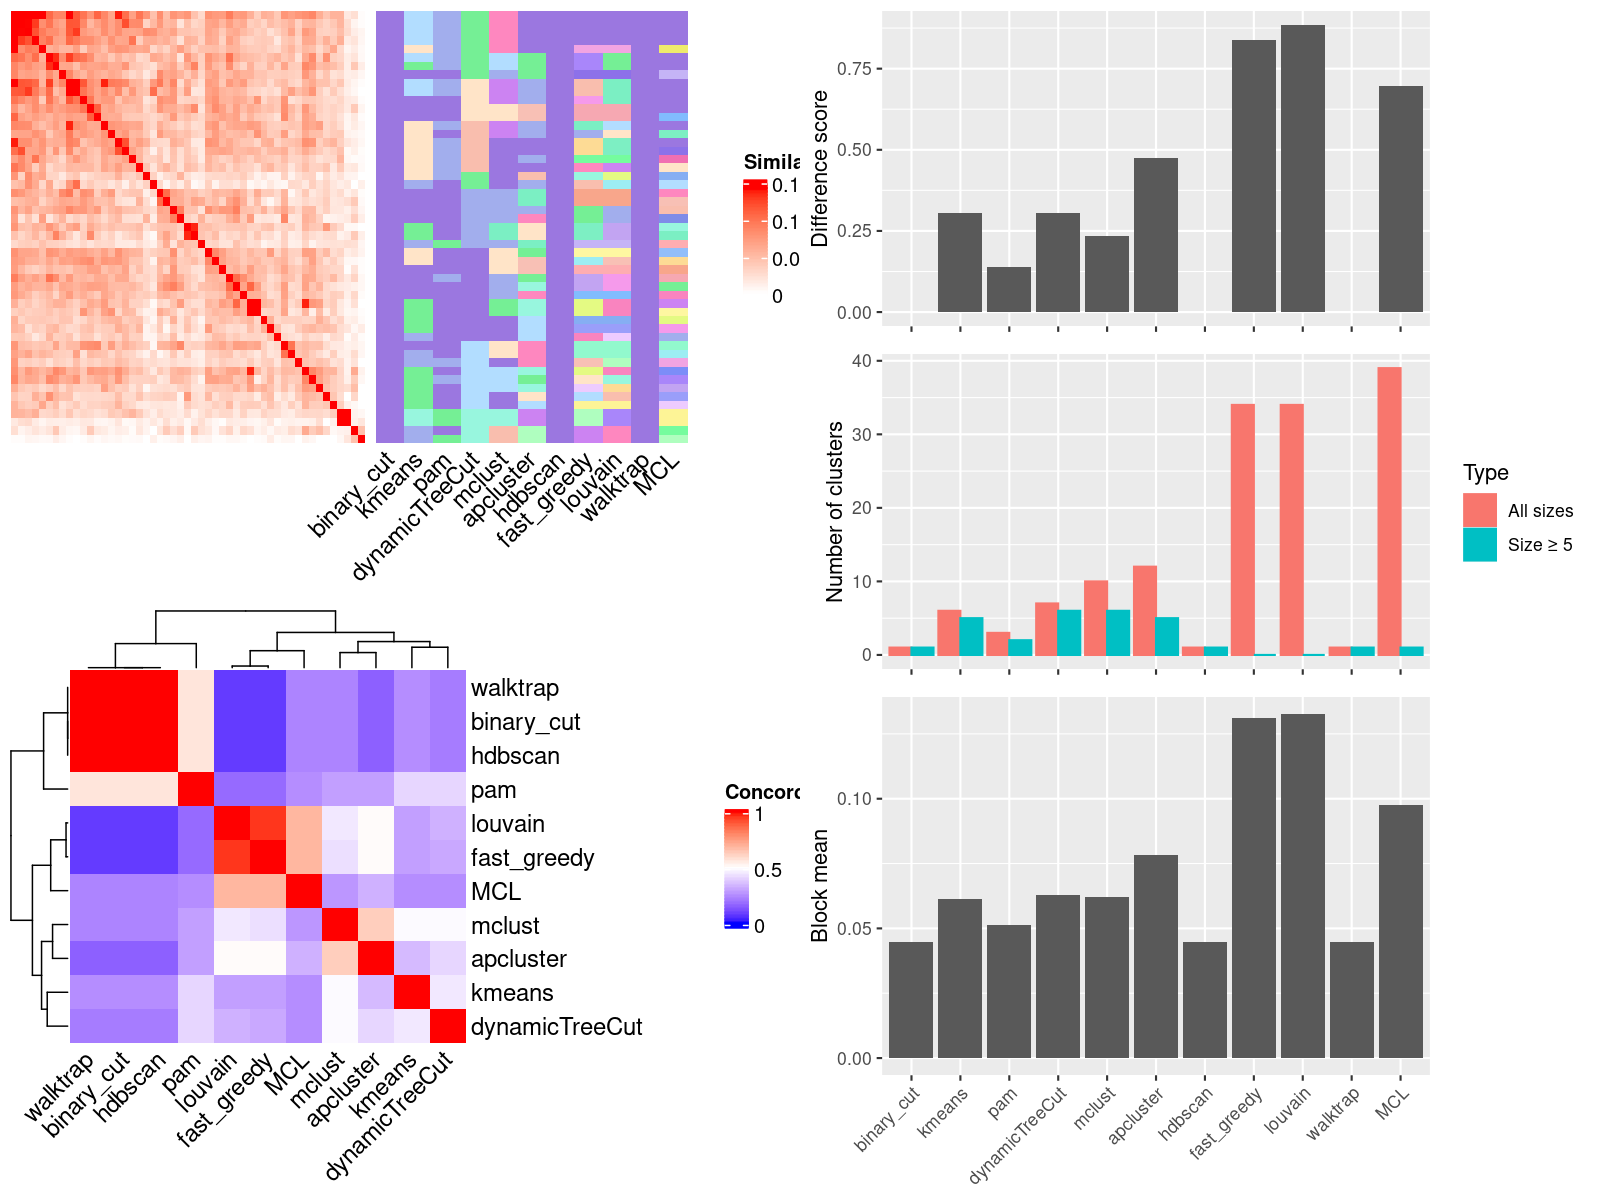 Simila
0.1
0.1
0.0
0
binary_cut
kmeans
pam
dynamicTreeCut
mclust
apcluster
hdbscan
fast_greedy
louvain
walktrap
MCL
walktrap
binary_cut
hdbscan
pam
louvain
fast_greedy
MCL
mclust
apcluster
kmeans
dynamicTreeCut
walktrap
binary_cut
hdbscan
pam
louvain
fast_greedy
MCL
mclust
apcluster
kmeans
dynamicTreeCut
Concord
1
0.5
0
Difference score
0.75
0.50
0.25
0.00
Number of clusters
40
30
20
10
0
Type
All sizes
Size ≥ 5
Block mean
0.10
0.05
0.00
binary_cut
kmeans
pam
dynamicTreeCut
mclust
apcluster
hdbscan
fast_greedy
louvain
walktrap
MCL